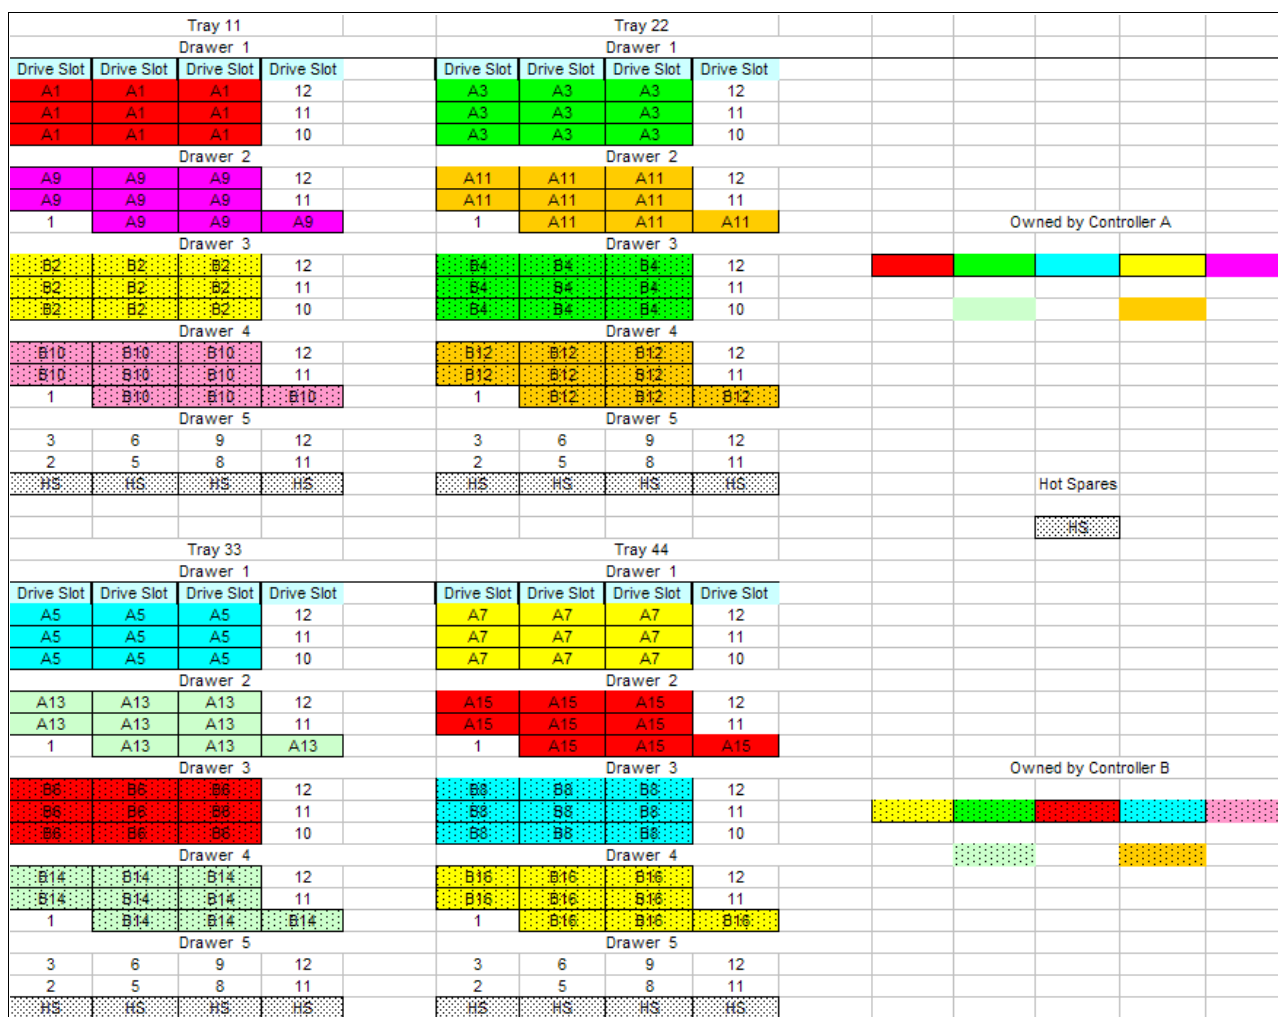 Tray 11 Tray 22
Drawer 1 Drawer 1
Drive Slot Drive Slot Drive Slot Drive Slot Drive Slot Drive Slot Drive Slot Drive Slot
A1 A1 A1 12 A3 A3 A3 12
A1 A1 A1 11 A3 A3 A3 11
A1 A1 A1 10 A3 A3 A3 10
Drawer 2 Drawer 2
A9 A9 A9 12 A11 A11 A11 12
A9 A9 A9 11 A11 A11 A11 11
1 A9 A9 A9 1 A11 A11 A11 Owned by Controller A
Drawer 3 Drawer 3
B2 B2 B2 12 B4 B4 B4 12
B2 B2 B2 11 B4 B4 B4 11
B2 B2 B2 10 B4 B4 B4 10
Drawer 4 Drawer 4
B10 B10 B10 12 B12 B12 B12 12
B10 B10 B10 11 B12 B12 B12 11
1 B10 B10 B10 1 B12 B12 B12
Drawer 5 Drawer 5
3 6 9 12 3 6 9 12
2 5 8 11 2 5 8 11
HS HS HS HS HS HS HS HS Hot Spares
HS
Tray 33 Tray 44
Drawer 1 Drawer 1
Drive Slot Drive Slot Drive Slot Drive Slot Drive Slot Drive Slot Drive Slot Drive Slot
A5 A5 A5 12 A7 A7 A7 12
A5 A5 A5 11 A7 A7 A7 11
A5 A5 A5 10 A7 A7 A7 10
Drawer 2 Drawer 2
A13 A13 A13 12 A15 A15 A15 12
A13 A13 A13 11 A15 A15 A15 11
1 A13 A13 A13 1 A15 A15 A15
Drawer 3 Drawer 3 Owned by Controller B
B6 B6 B6 12 B8 B8 B8 12
B6 B6 B6 11 B8 B8 B8 11
B6 B6 B6 10 B8 B8 B8 10
Drawer 4 Drawer 4
B14 B14 B14 12 B16 B16 B16 12
B14 B14 B14 11 B16 B16 B16 11
1 B14 B14 B14 1 B16 B16 B16
Drawer 5 Drawer 5
3 6 9 12 3 6 9 12
2 5 8 11 2 5 8 11
HS HS HS HS HS HS HS HS